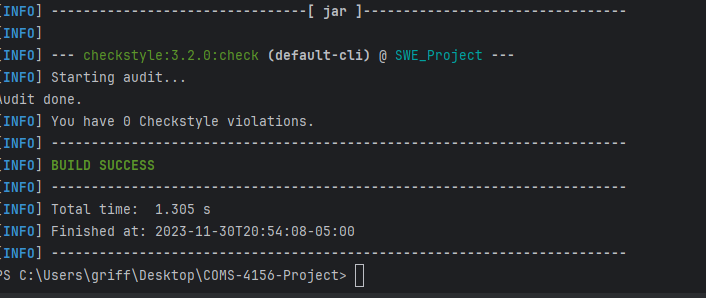 [INFO] --------------------------------[ jar ]---------------------------------
[INFO]
[INFO] --- checkstyle:3.2.0:check (default-cli) @ SWE_Project ---
[INFO] Starting audit...
Audit done.
[INFO] You have 0 Checkstyle violations.
[INFO] ------------------------------------------------------------------------
[INFO] BUILD SUCCESS
[INFO] ------------------------------------------------------------------------
[INFO] Total time:  1.305 s
[INFO] Finished at: 2023-11-30T20:54:08-05:00
[INFO] ------------------------------------------------------------------------
PS C:\Users\griff\Desktop\COMS-4156-Project>